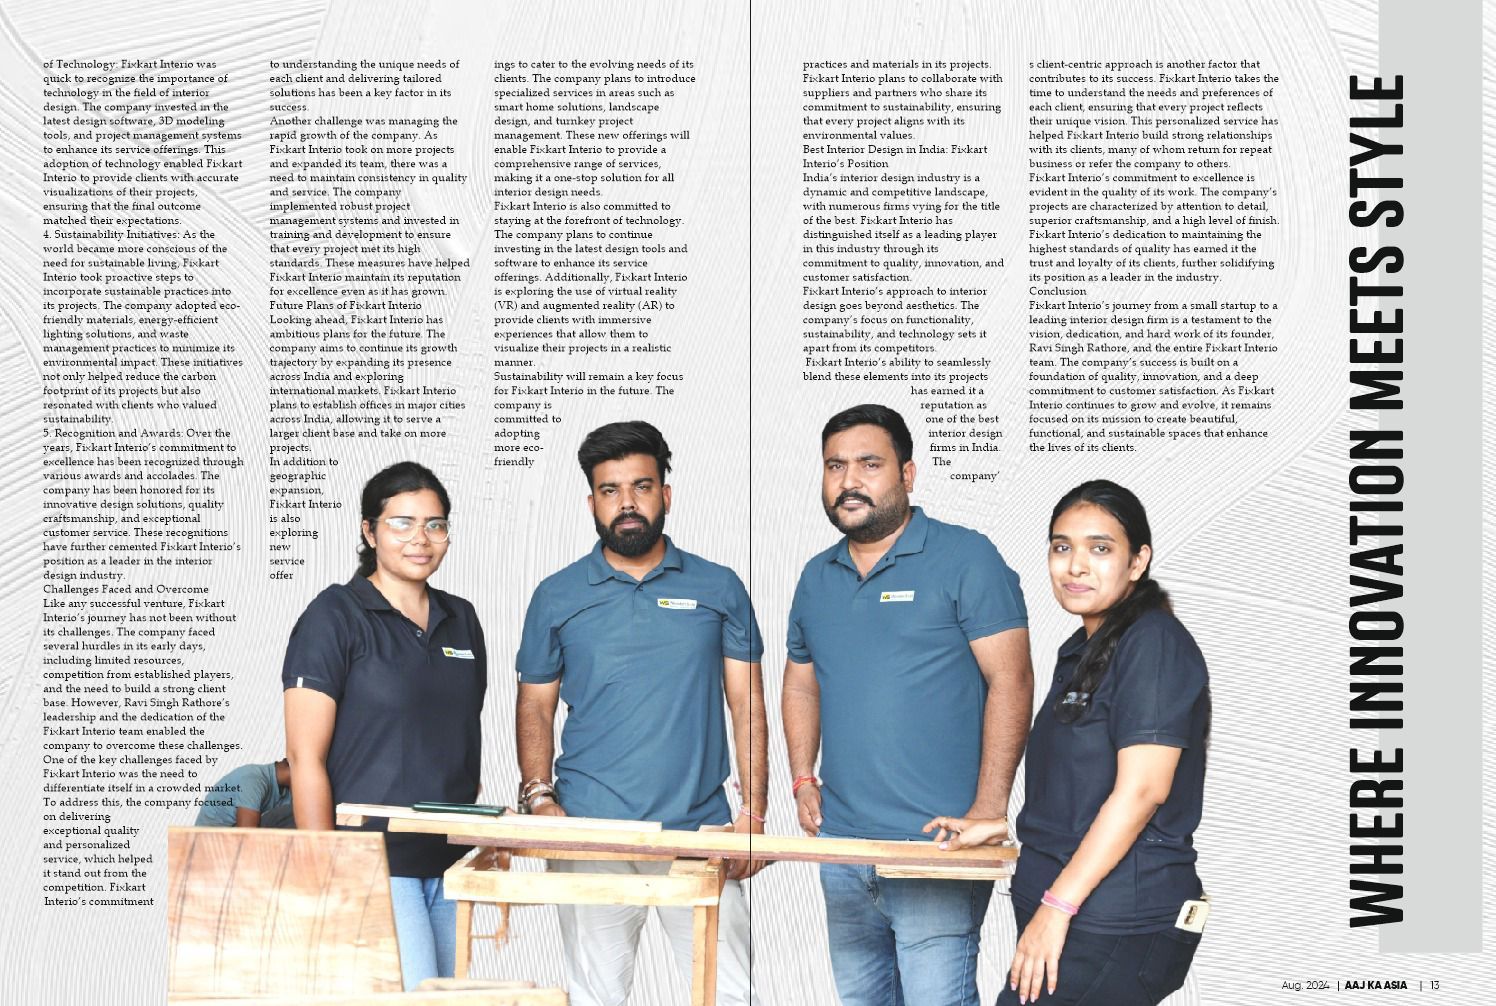 of Technology: Fixkart Interio was
quick to recognize the importance of
technology in the field of interior
design. The company invested in the
latest design software, 3D modeling
tools, and project management systems
to enhance its service offerings. This
adoption of technology enabled Fixkart
Interio to provide clients with accurate
visualizations of their projects,
ensuring that the final outcome
matched their expectations.
4. Sustainability Initiatives: As the
world became more conscious of the
need for sustainable living, Fixkart
Interio took proactive steps to
incorporate sustainable practices into
its projects. The company adopted eco-
friendly materials, energy-efficient
lighting solutions, and waste
management practices to minimize its
environmental impact. These initiatives
not only helped reduce the carbon
footprint of its projects but also
resonated with clients who valued
sustainability.
5. Recognition and Awards: Over the
years, Fixkart Interio's commitment to
excellence has been recognized through
various awards and accolades. The
company has been honored for its
innovative design solutions, quality
craftsmanship, and exceptional
customer service. These recognitions
have further cemented Fixkart Interio's
position as a leader in the interior
design industry.
Challenges Faced and Overcome
Like any successful venture, Fixkart
Interio's journey has not been without
its challenges. The company faced
several hurdles in its early days,
including limited resources,
competition from established players,
and the need to build a strong client
base. However, Ravi Singh Rathore's
leadership and the dedication of the
Fixkart Interio team enabled the
company to overcome these challenges.
One of the key challenges faced by
Fixkart Interio was the need to
differentiate itself in a crowded market.
To address this, the company focused
on delivering
exceptional quality
and personalized
service, which helped
it stand out from the
competition. Fixkart
Interio's commitment
to understanding the unique needs of
each client and delivering tailored
solutions has been a key factor in its
success.
Another challenge was managing the
rapid growth of the company. As
Fixkart Interio took on more projects
and expanded its team, there was a
need to maintain consistency in quality
and service. The company
implemented robust project
management systems and invested in
training and development to ensure
that every project met its high
standards. These measures have helped
Fixkart Interio maintain its reputation
for excellence even as it has grown.
Future Plans of Fixkart Interio
Looking ahead, Fixkart Interio has
ambitious plans for the future. The
company aims to continue its growth
trajectory by expanding its presence
across India and exploring
international markets. Fixkart Interio
plans to establish offices in major cities
across India, allowing it to serve a
larger client base and take on more
projects.
In addition to
geographic
expansion,
Fixkart Interio
is also
exploring
new
service
offer
ings to cater to the evolving needs of its
clients. The company plans to introduce
specialized services in areas such as
smart home solutions, landscape
design, and turnkey project
management. These new offerings will
enable Fixkart Interio to provide a
comprehensive range of services,
making it a one-stop solution for all
interior design needs.
Fixkart Interio is also committed to
staying at the forefront of technology.
The company plans to continue
investing in the latest design tools and
software to enhance its service
offerings. Additionally, Fixkart Interio
is exploring the use of virtual reality
(VR) and augmented reality (AR) to
provide clients with immersive
experiences that allow them to
visualize their projects in a realistic
manner.
Sustainability will remain a key focus
for Fixkart Interio in the future. The
company is
committed to
adopting
more eco-
friendly
practices and materials in its projects.
Fixkart Interio plans to collaborate with
suppliers and partners who share its
commitment to sustainability, ensuring
that every project aligns with its
environmental values.
Best Interior Design in India: Fixkart
Interio's Position
India's interior design industry is a
dynamic and competitive landscape,
with numerous firms vying for the title
of the best. Fixkart Interio has
distinguished itself as a leading player
in this industry through its
commitment to quality, innovation, and
customer satisfaction.
Fixkart Interio's approach to interior
design goes beyond aesthetics. The
company's focus on functionality,
sustainability, and technology sets it
apart from its competitors.
Fixkart Interio's ability to seamlessly
blend these elements into its projects
has earned it a
reputation as
one of the best
interior design
firms in India.
The
company'
s client-centric approach is another factor that
contributes to its success. Fixkart Interio takes the
time to understand the needs and preferences of
each client, ensuring that every project reflects
their unique vision. This personalized service has
helped Fixkart Interio build strong relationships
with its clients, many of whom return for repeat
business or refer the company to others.
Fixkart Interio's commitment to excellence is
evident in the quality of its work. The company's
projects are characterized by attention to detail,
superior craftsmanship, and a high level of finish.
Fixkart Interio's dedication to maintaining the
highest standards of quality has earned it the
trust and loyalty of its clients, further solidifying
its position as a leader in the industry.
Conclusion
Fixkart Interio's journey from a small startup to a
leading interior design firm is a testament to the
vision, dedication, and hard work of its founder,
Ravi Singh Rathore, and the entire Fixkart Interio
team. The company's success is built on a
foundation of quality, innovation, and a deep
commitment to customer satisfaction. As Fixkart
Interio continues to grow and evolve, it remains
focused on its mission to create beautiful,
functional, and sustainable spaces that enhance
the lives of its clients.
WHERE INNOVATION MEETS STYLE
Aug. 2024 | AAJ KA ASIA | 13